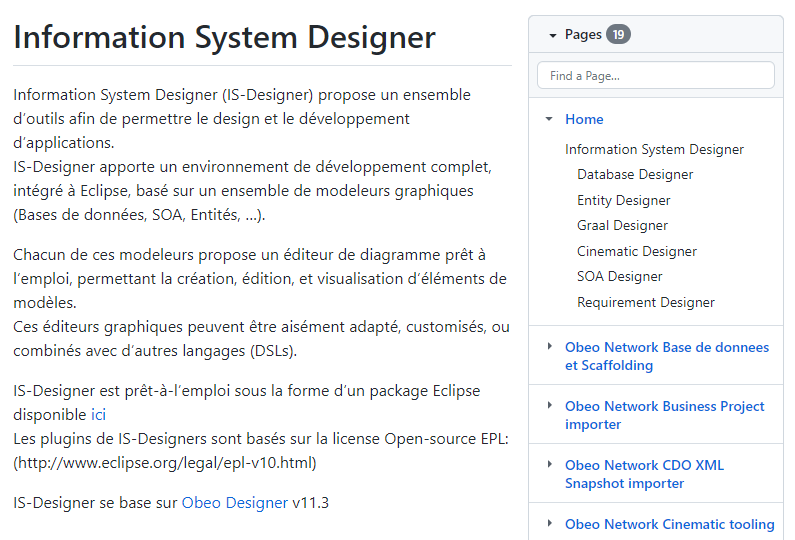 Information System Designer
Information System Designer (IS-Designer) propose un ensemble
d’outils afin de permettre le design et le développement
d’applications.
IS-Designer apporte un environnement de développement complet,
intégré à Eclipse, basé sur un ensemble de modeleurs graphiques
(Bases de données, SOA, Entités, …).
Chacun de ces modeleurs propose un éditeur de diagramme prêt à
l’emploi, permettant la création, édition, et visualisation d’éléments de
modèles.
Ces éditeurs graphiques peuvent être aisément adapté, customisés, ou
combinés avec d’autres langages (DSLs).
IS-Designer est prêt-à-l’emploi sous la forme d’un package Eclipse
disponible ici
Les plugins de IS-Designers sont basés sur la license Open-source EPL:
(http://www.eclipse.org/legal/epl-v10.html)
IS-Designer se base sur Obeo Designer v11.3
Pages 19
Find a Page...
Home
Information System Designer
Database Designer
Entity Designer
Graal Designer
Cinematic Designer
SOA Designer
Requirement Designer
Obeo Network Base de donnees
et Scaffolding
Obeo Network Business Project
importer
Obeo Network CDO XML
Snapshot importer
Obeo Network Cinematic tooling